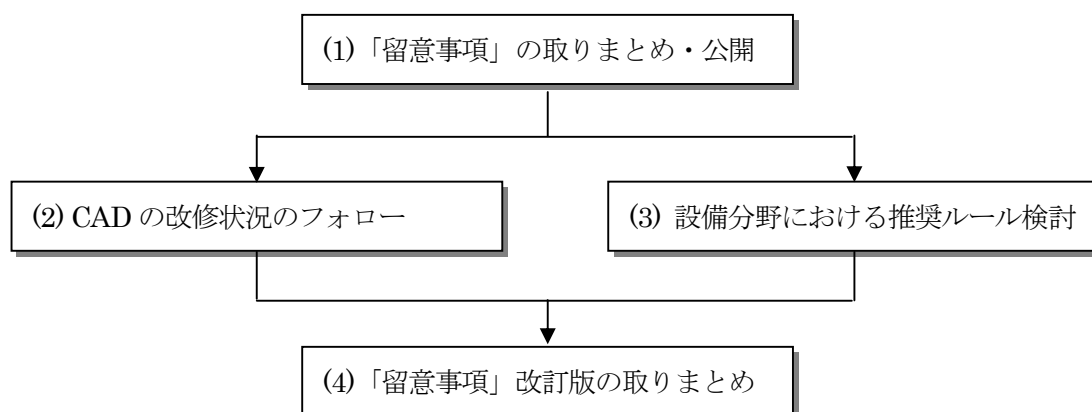 (1)「留意事項」の取りまとめ・公開
(2) CAD の改修状況のフォロー
(3) 設備分野における推奨ルール検討
(4)「留意事項」改訂版の取りまとめ